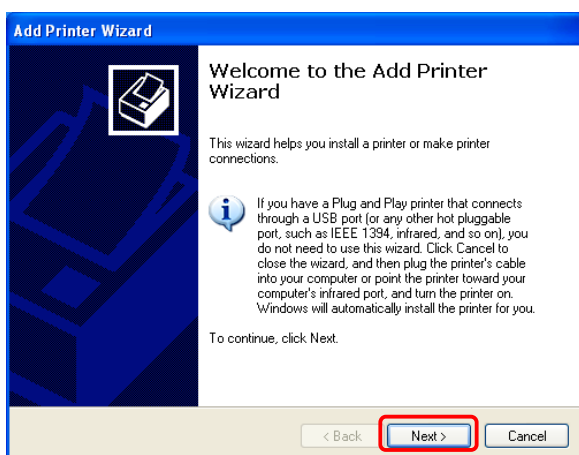 Add Printer Wizard
Welcome to the Add Printer
Wizard
This wizard helps you install a printer or make printer
connections.
If you have a Plug and Play printer that connects
through a USB port (or any other hot pluggable
port, such as IEEE 1394, infrared, and so on), you
do not need to use this wizard. Click Cancel to
close the wizard, and then plug the printer's cable
into your computer or point the printer toward your
computer's infrared port, and turn the printer on.
Windows will automatically install the printer for you.
To continue, click Next.
< Back Next > Cancel